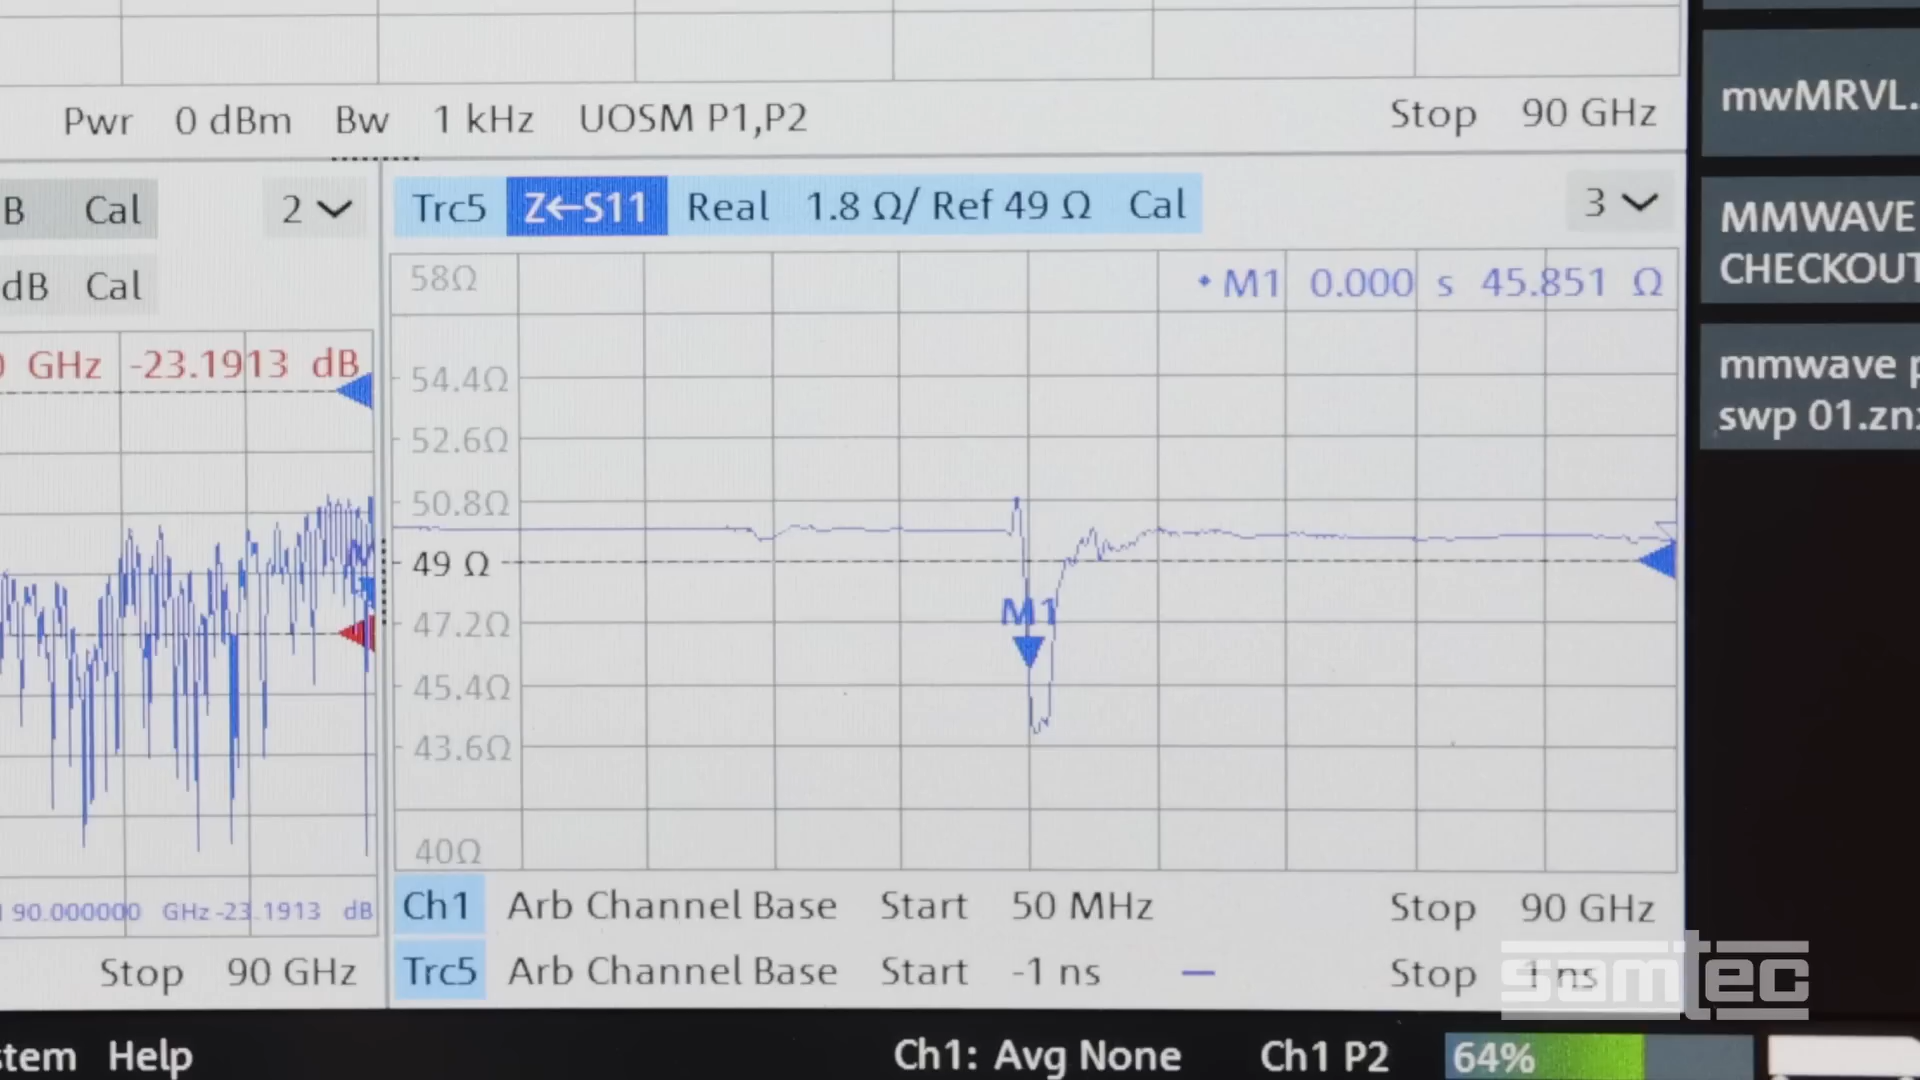 Pwr 0 dBm Bw 1 kHz UOSM P1,P2 Stop 90 GHz
mwMRVL.
B Cal 2
dB Cal
Trc5 Z←S11 Real 1.8 Ω/ Ref 49 Ω Cal 3
MMWAVE
CHECKOUT
58Ω
• M1 0.000 s 45.851 Ω
GHz -23.1913 dB
mmwave p
swp 01.znx
54.4Ω
52.6Ω
50.8Ω
49 Ω
M1
47.2Ω
45.4Ω
43.6Ω
40Ω
90.000000 GHz -23.1913 dB
Stop 90 GHz
Ch1 Arb Channel Base Start 50 MHz Stop 90 GHz
Trc5 Arb Channel Base Start -1 ns — Stop 1 ns
samtec
stem Help
Ch1: Avg None Ch1 P2 64%